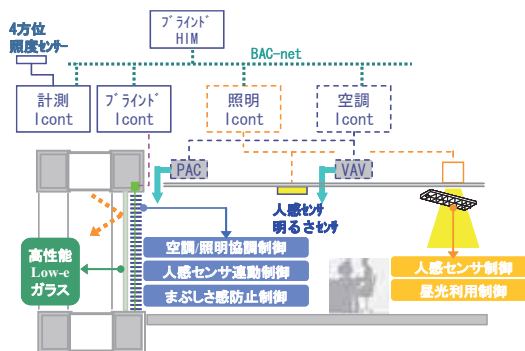 ﾌﾞﾗｲﾝﾄﾞ
HIM
4方位
照度ｾﾝｻｰ
BAC-net
計測
Icont
ﾌﾞﾗｲﾝﾄﾞ
Icont
照明
Icont
空調
Icont
PAC
VAV
人感ｾﾝｻ
明るさｾﾝｻ
高性能
Low-e
ガラス
空調/照明協調制御
人感センサ連動制御
まぶしさ感防止制御
人感センサ制御
昼光利用制御